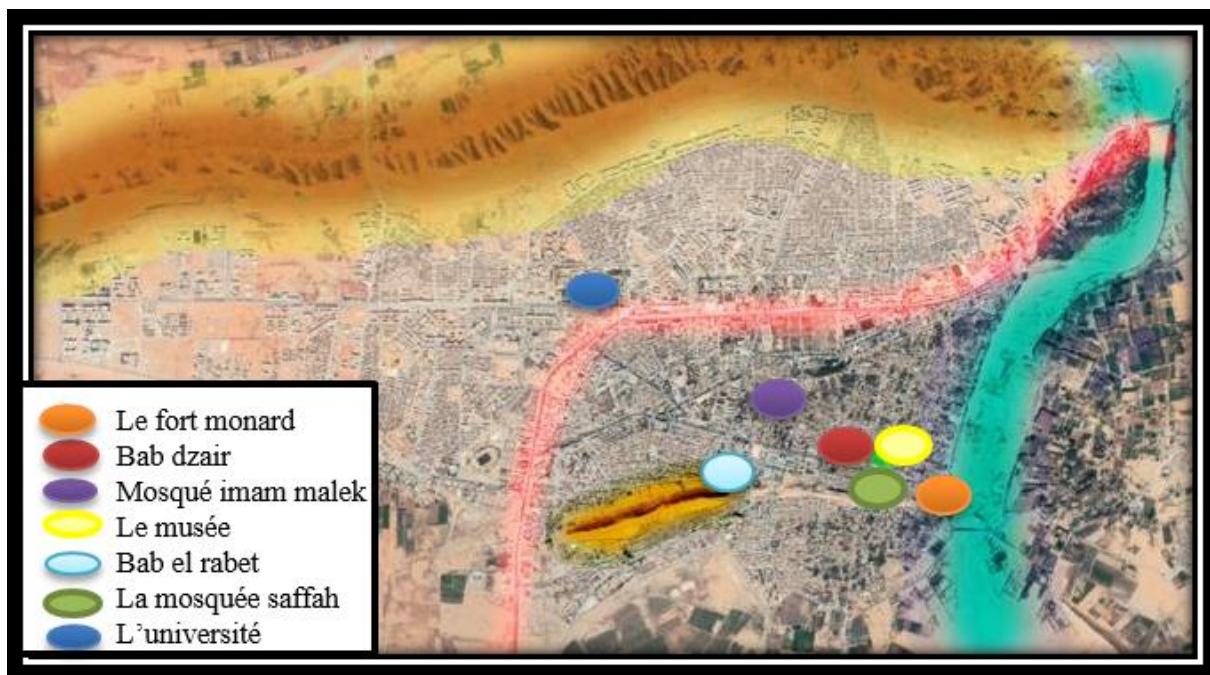 Le fort monard
Bab dzair
Mosqué imam malek
Le musée
Bab el rabet
La mosquée saffah
L’université